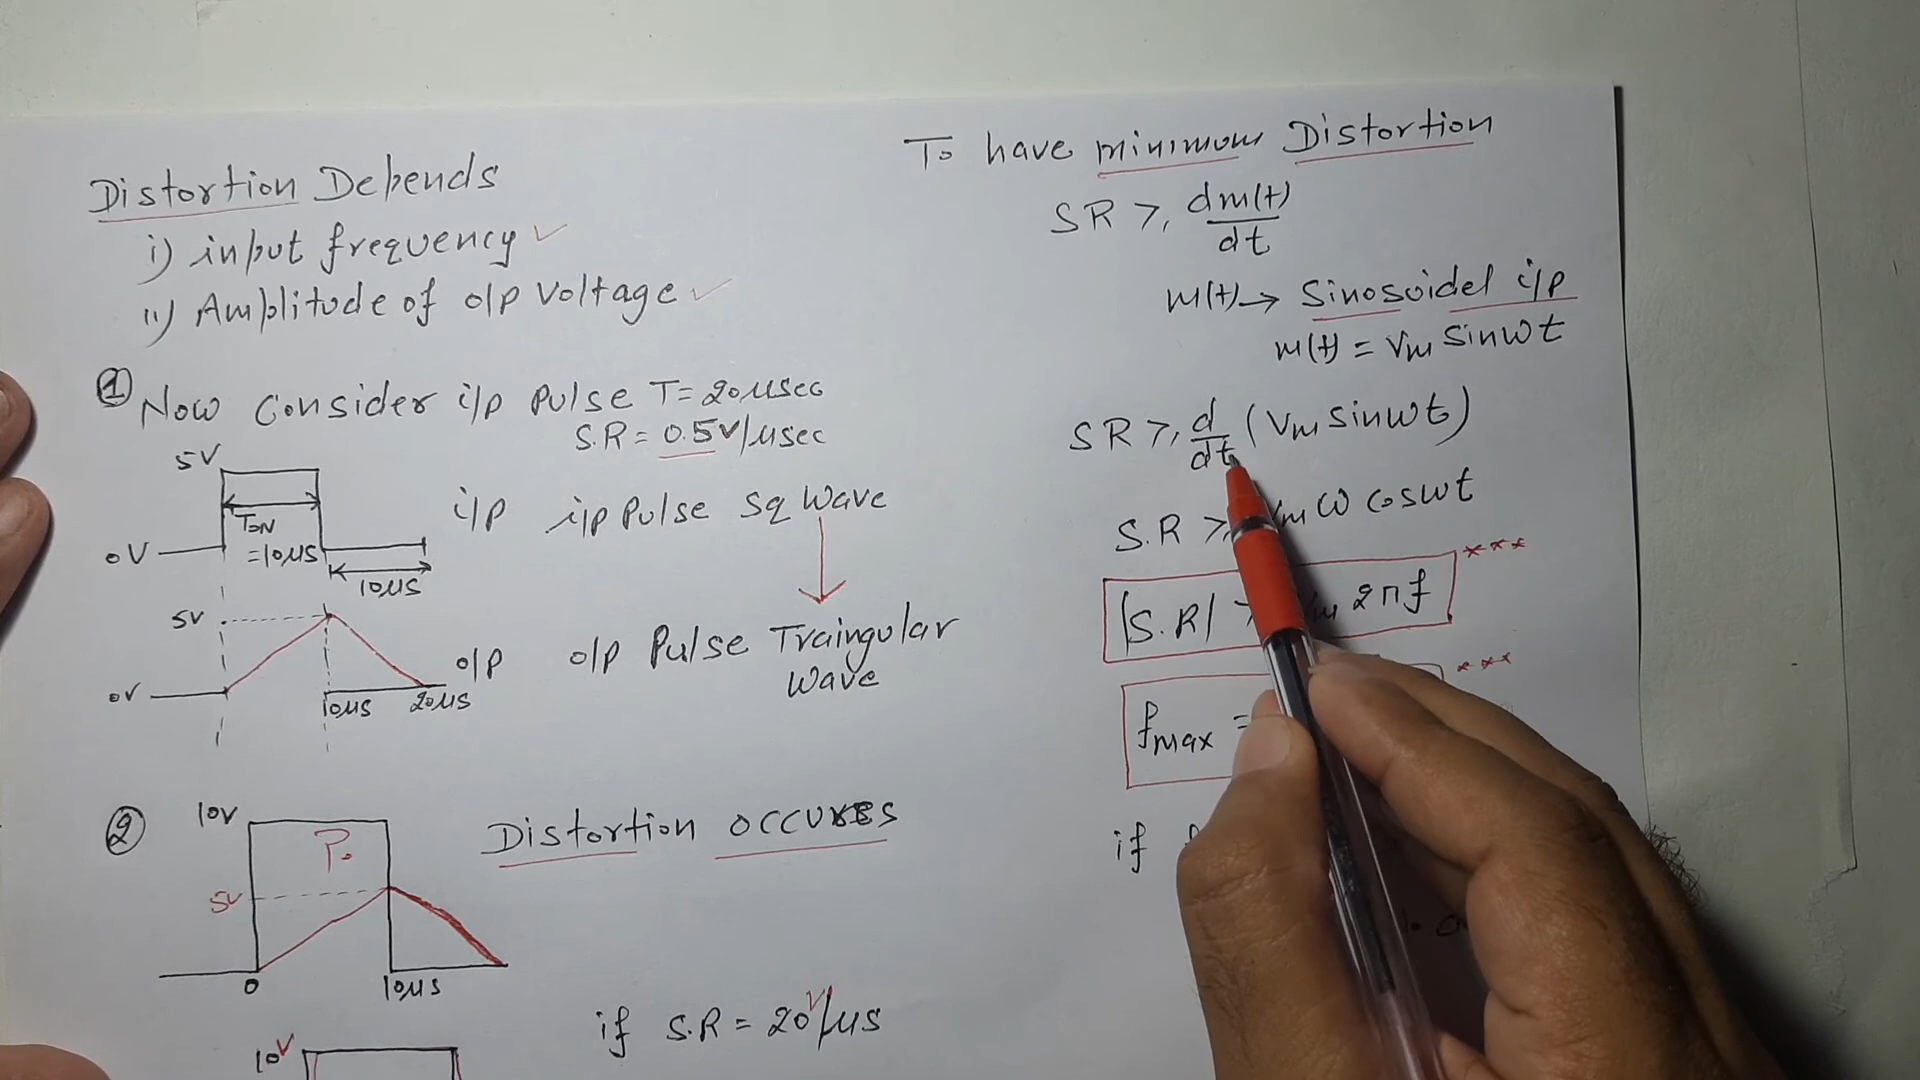 Distortion Depends
i) input frequency ✓
ii) Amplitude of o/p Voltage ✓
① Now Consider i/p Pulse T=20μsec
S.R = 0.5V/μsec
5V
TON
=10μs
0V
10μs
i/p i/p Pulse Sq Wave
5V
0V
10μs 20μs
o/p o/p Pulse Traingular
Wave
② 10V
P.
5V
0 10μs
Distortion occures
if S.R = 20V/μs
10V
To have minimum Distortion
SR ≥ dm(t)/dt
m(t) → Sinosoidel i/p
m(t) = Vm Sinωt
SR ≥ d/dt (Vm sinωt)
S.R ≥ Vm ω cosωt
|S.R| 2πf ***
fmax = ***
if